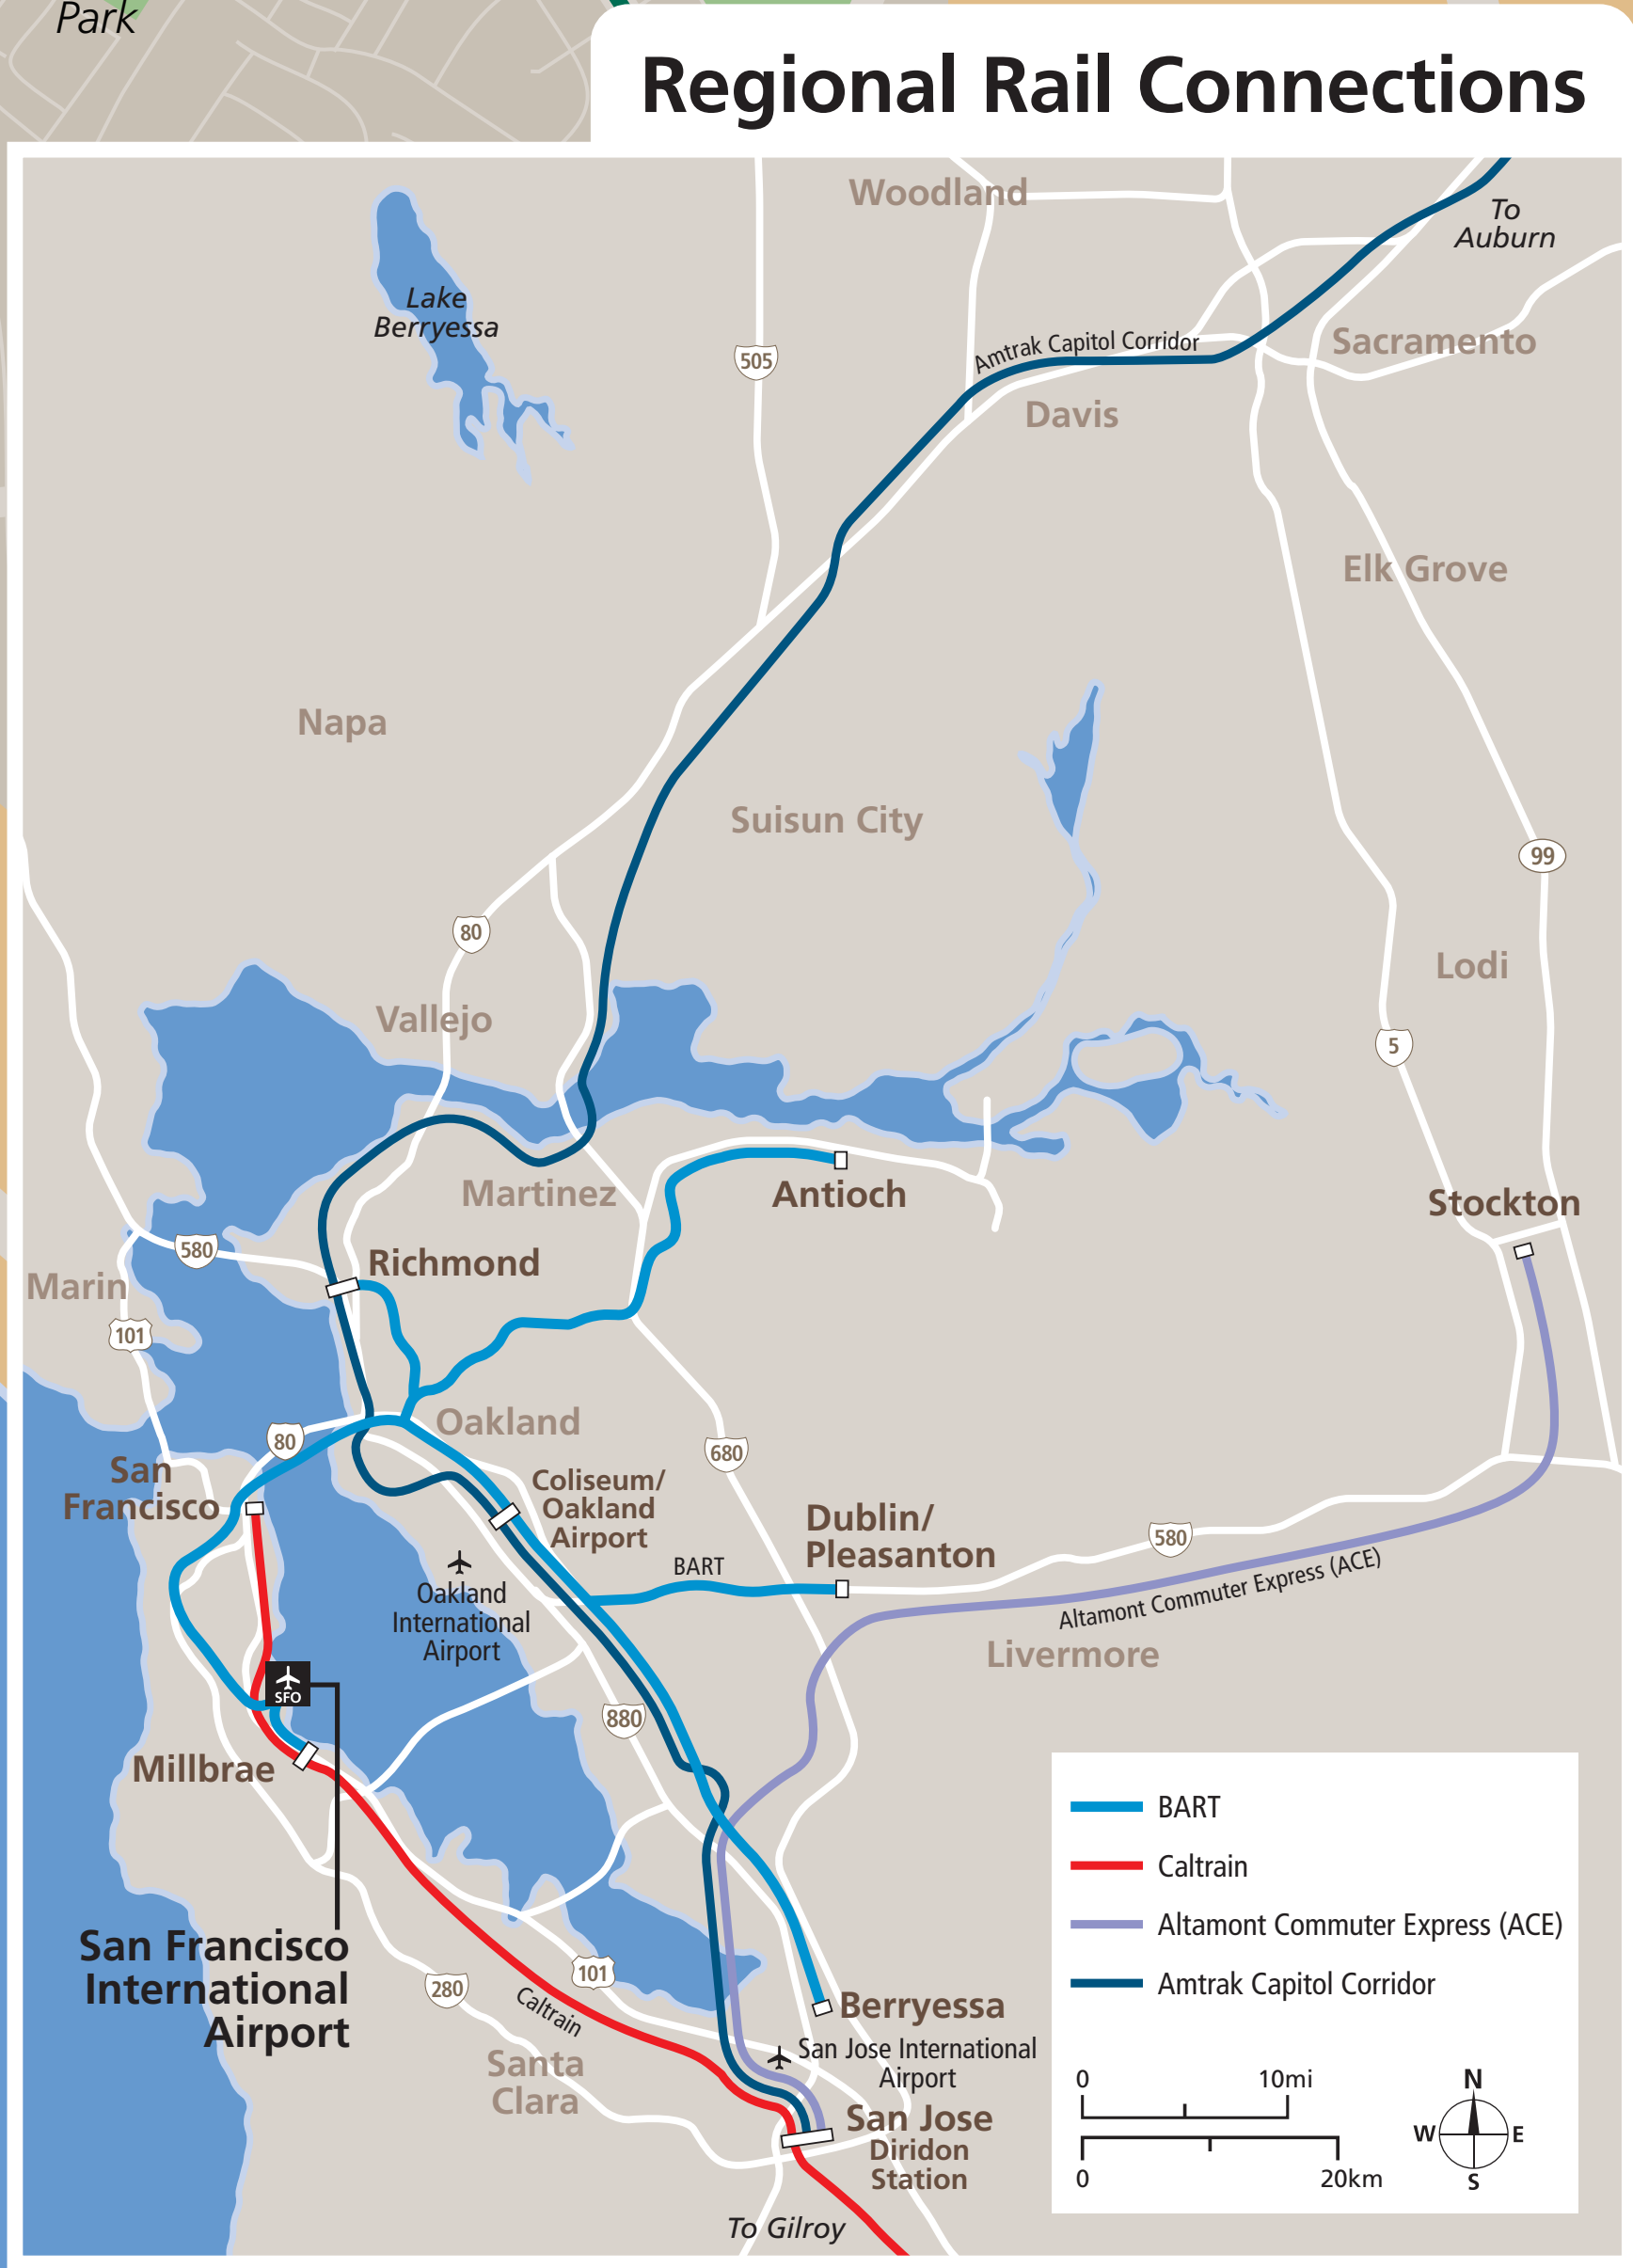 Park
Regional Rail Connections
Woodland
To
Auburn
Lake
Berryessa
505
Amtrak Capitol Corridor
Sacramento
Davis
Elk Grove
Napa
Suisun City
99
80
Lodi
Vallejo
5
Martinez
Antioch
Stockton
580
Richmond
Marin
101
Oakland
80
680
San
Francisco
Coliseum/
Oakland
Airport
Dublin/
Pleasanton
580
BART
Oakland
International
Airport
Altamont Commuter Express (ACE)
Livermore
SFO
880
Millbrae
BART
Caltrain
Altamont Commuter Express (ACE)
Amtrak Capitol Corridor
San Francisco
International
Airport
101
280
Caltrain
Berryessa
San Jose International
Airport
Santa
Clara
San Jose
Diridon
Station
0
10mi
0
20km
N
W
E
S
To Gilroy